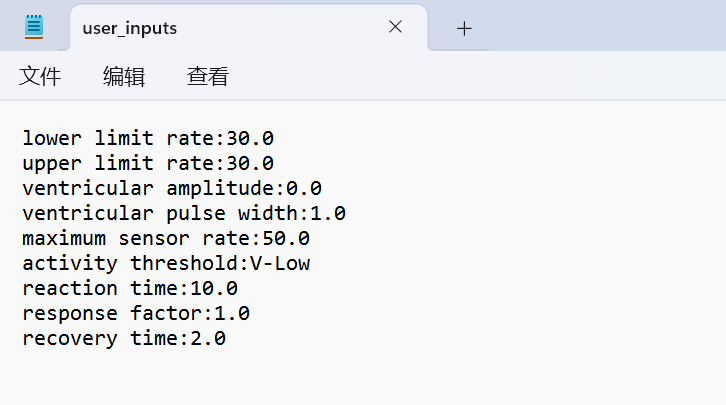 user_inputs
文件 编辑 查看
lower limit rate:30.0
upper limit rate:30.0
ventricular amplitude:0.0
ventricular pulse width:1.0
maximum sensor rate:50.0
activity threshold:V-Low
reaction time:10.0
response factor:1.0
recovery time:2.0